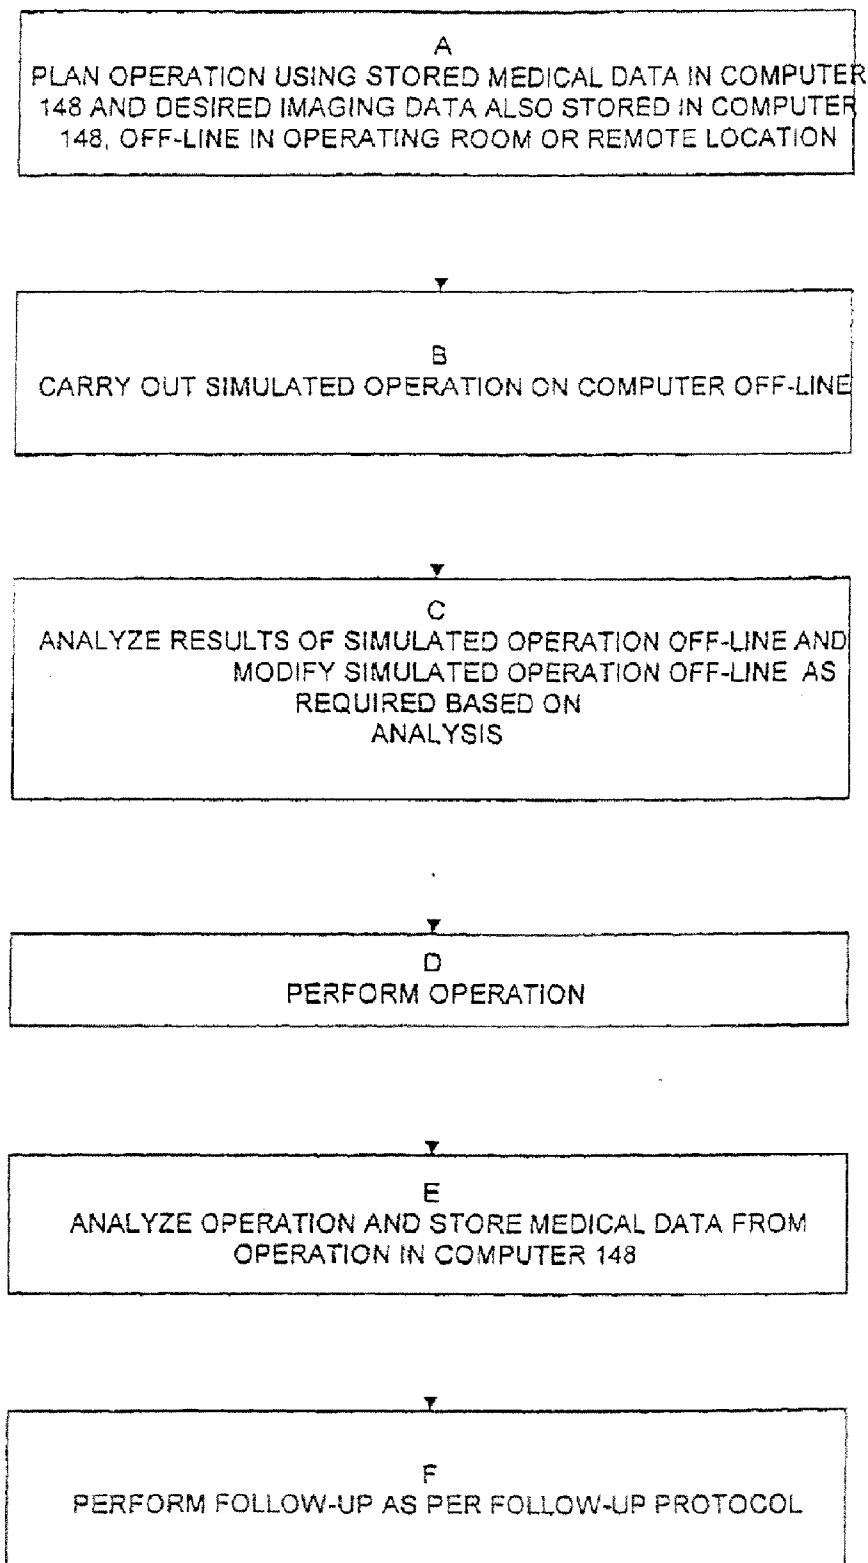 A
PLAN OPERATION USING STORED MEDICAL DATA IN COMPUTER
148 AND DESIRED IMAGING DATA ALSO STORED IN COMPUTER
148, OFF-LINE IN OPERATING ROOM OR REMOTE LOCATION
B
CARRY OUT SIMULATED OPERATION ON COMPUTER OFF-LINE
C
ANALYZE RESULTS OF SIMULATED OPERATION OFF-LINE AND
MODIFY SIMULATED OPERATION OFF-LINE AS
REQUIRED BASED ON
ANALYSIS
D
PERFORM OPERATION
E
ANALYZE OPERATION AND STORE MEDICAL DATA FROM
OPERATION IN COMPUTER 148
F
PERFORM FOLLOW-UP AS PER FOLLOW-UP PROTOCOL